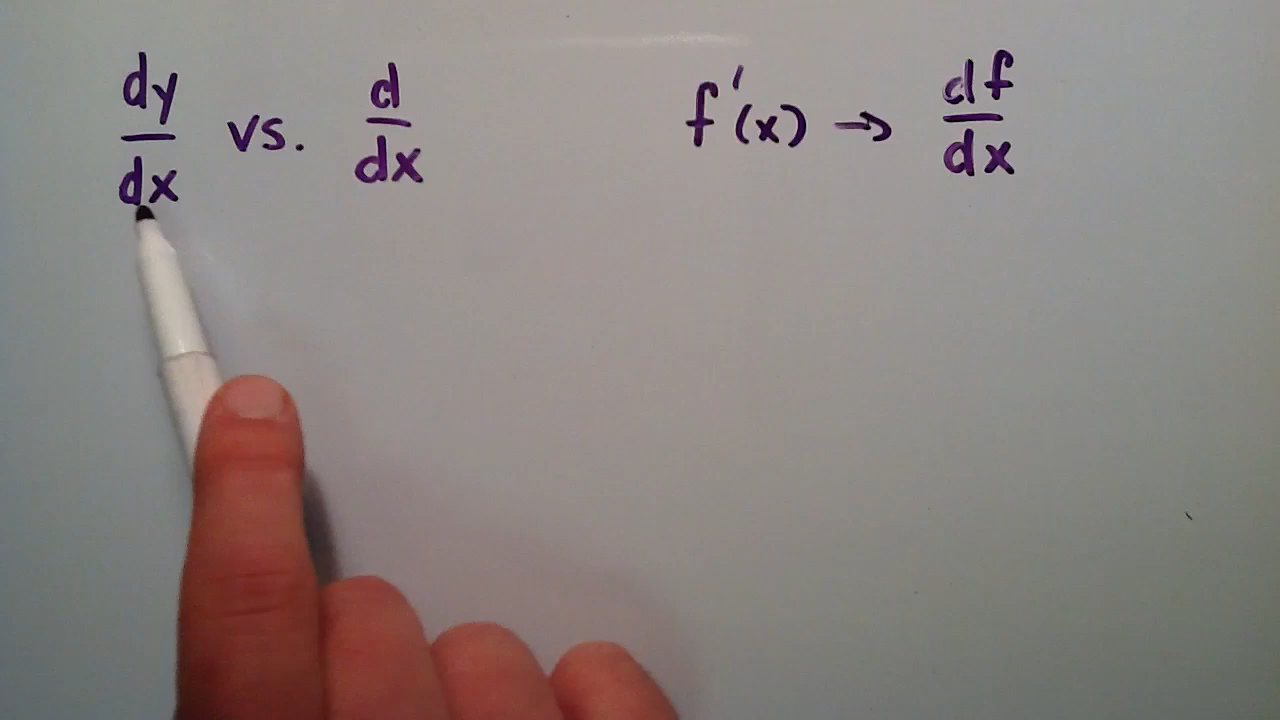 dy/dx vs. d/dx
f'(x) → df/dx